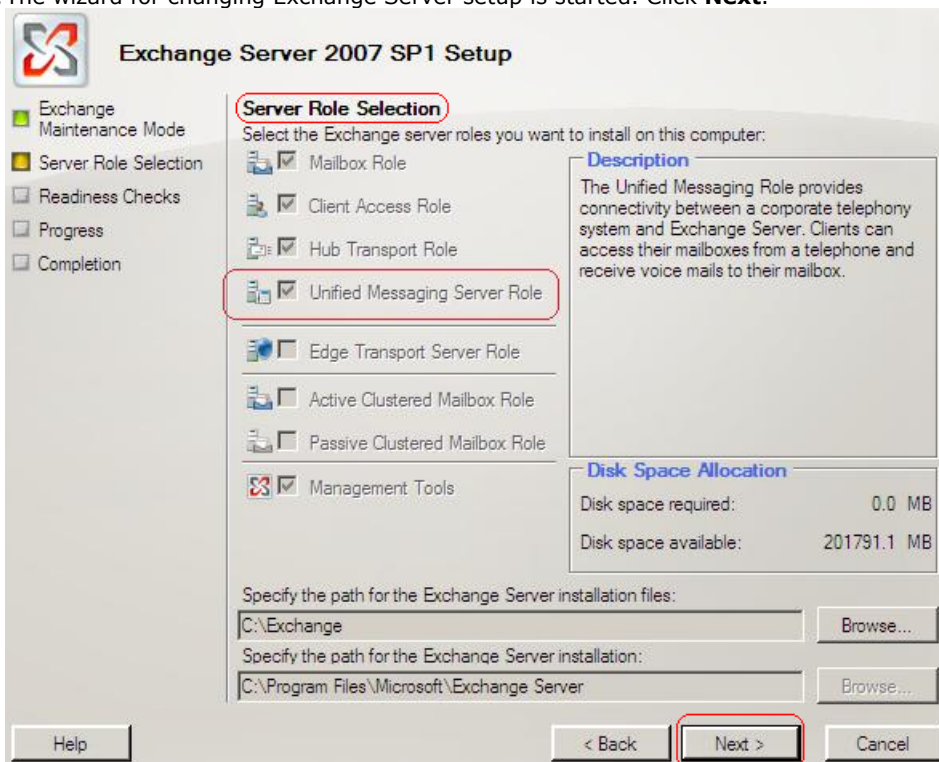 The wizard for changing Exchange Server setup is started. Click Next.
Exchange Server 2007 SP1 Setup
Exchange
Maintenance Mode
Server Role Selection
Readiness Checks
Progress
Completion
Server Role Selection
Select the Exchange server roles you want to install on this computer:
Mailbox Role
Client Access Role
Hub Transport Role
Unified Messaging Server Role
Edge Transport Server Role
Active Clustered Mailbox Role
Passive Clustered Mailbox Role
Management Tools
Description
The Unified Messaging Role provides
connectivity between a corporate telephony
system and Exchange Server. Clients can
access their mailboxes from a telephone and
receive voice mails to their mailbox.
Disk Space Allocation
Disk space required: 0.0 MB
Disk space available: 201791.1 MB
Specify the path for the Exchange Server installation files:
C:\Exchange
Browse...
Specify the path for the Exchange Server installation:
C:\Program Files\Microsoft\Exchange Server
Browse...
Help
< Back
Next >
Cancel